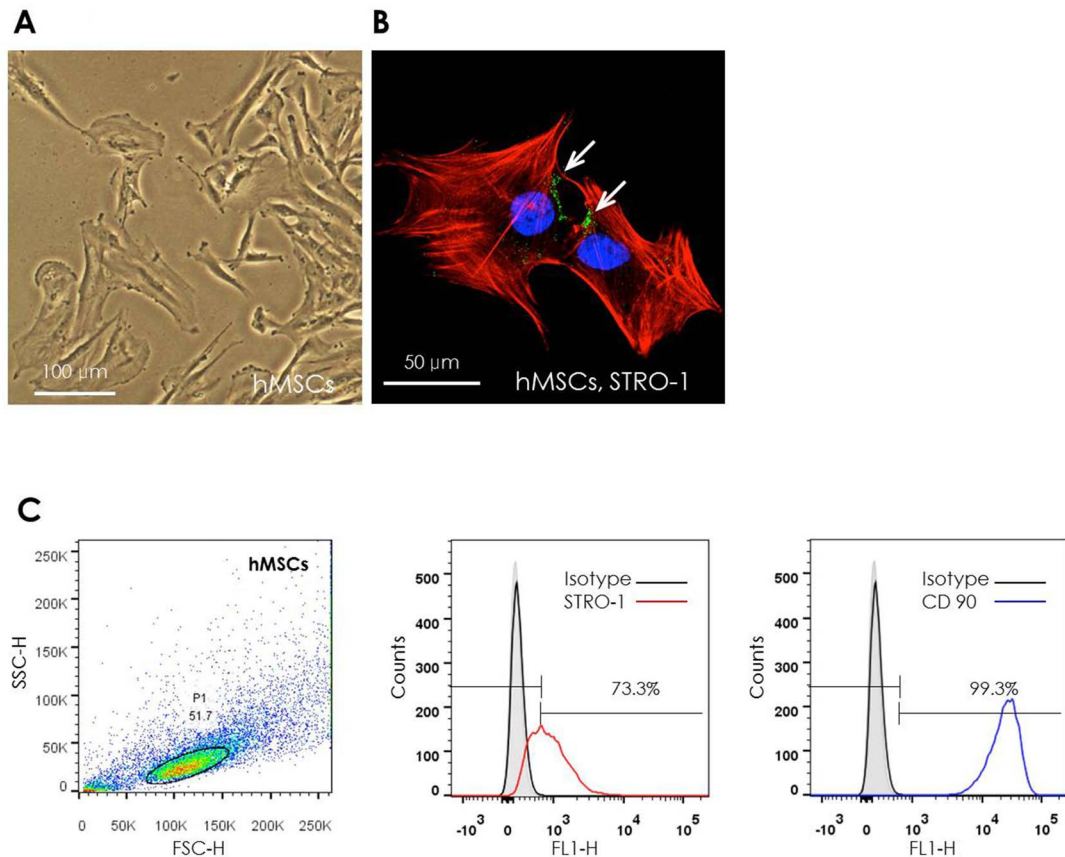 A
B
100 µm
hMSCs
50 µm
hMSCs, STRO-1
C
250K
200K
150K
100K
50K
0
SSC-H
hMSCs
P1
51.7
0 50K 100K 150K 200K 250K
FSC-H
500
400
300
200
100
0
Counts
Isotype
STRO-1
73.3%
-10³ 0 10³ 10⁴ 10⁵
FL1-H
500
400
300
200
100
0
Counts
Isotype
CD 90
99.3%
-10³ 0 10³ 10⁴ 10⁵
FL1-H